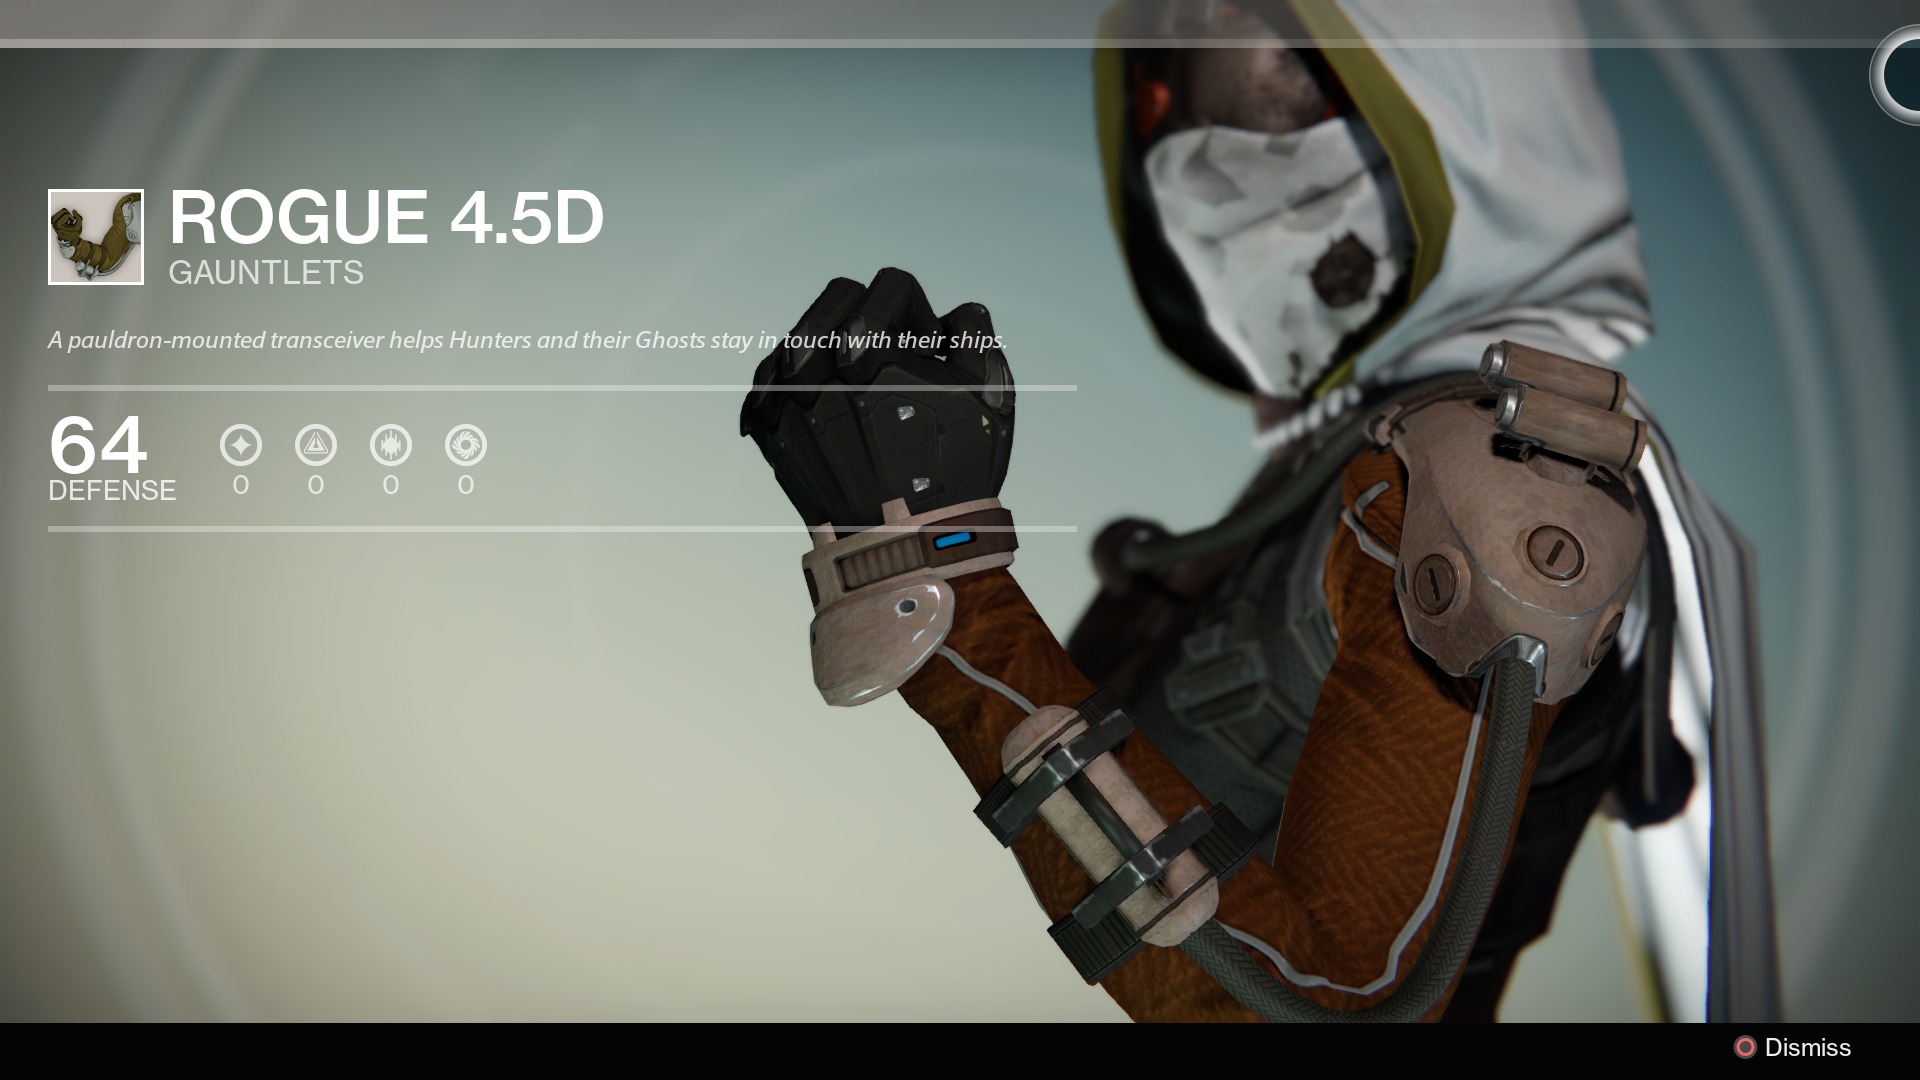 ROGUE 4.5D
GAUNTLETS
A pauldron-mounted transceiver helps Hunters and their Ghosts stay in touch with their ships.
64
DEFENSE
0 0 0 0
Dismiss